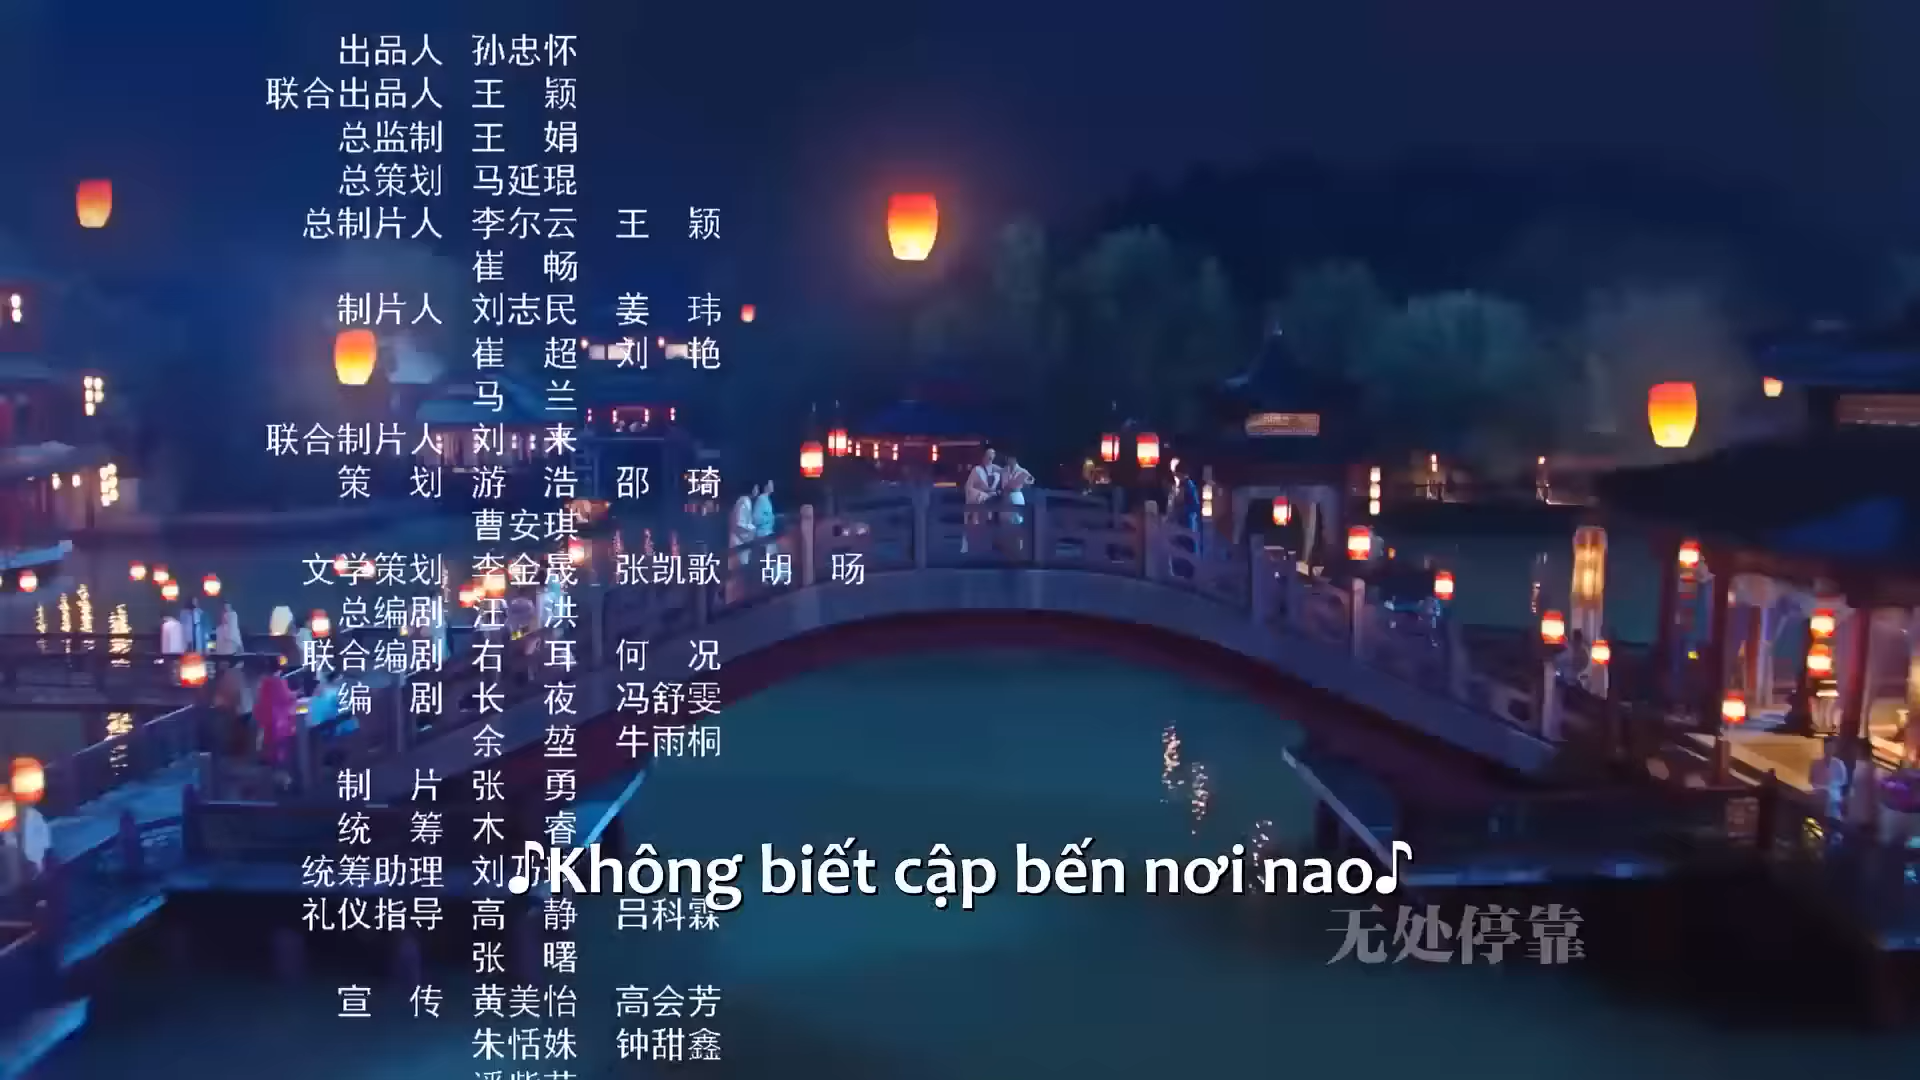 出品人 孙忠怀
联合出品人 王 颖
总监制 王 娟
总策划 马延琨
总制片人 李尔云 王 颖
崔 畅
制片人 刘志民 姜 玮
崔 超 刘 艳
马 兰
联合制片人 刘 来
策 划 游 浩 邵 琦
曹安琪
文学策划 李金晟 张凯歌 胡 旸
总编剧 汪 洪
联合编剧 右 耳 何 况
编 剧 长 夜 冯舒雯
余 堃 牛雨桐
制 片 张 勇
统 筹 木 睿
统筹助理 刘
♪Không biết cập bến nơi nao♪
礼仪指导 高 静 吕科霖
无处停靠
张 曙
宣 传 黄美怡 高会芳
朱恬姝 钟甜鑫